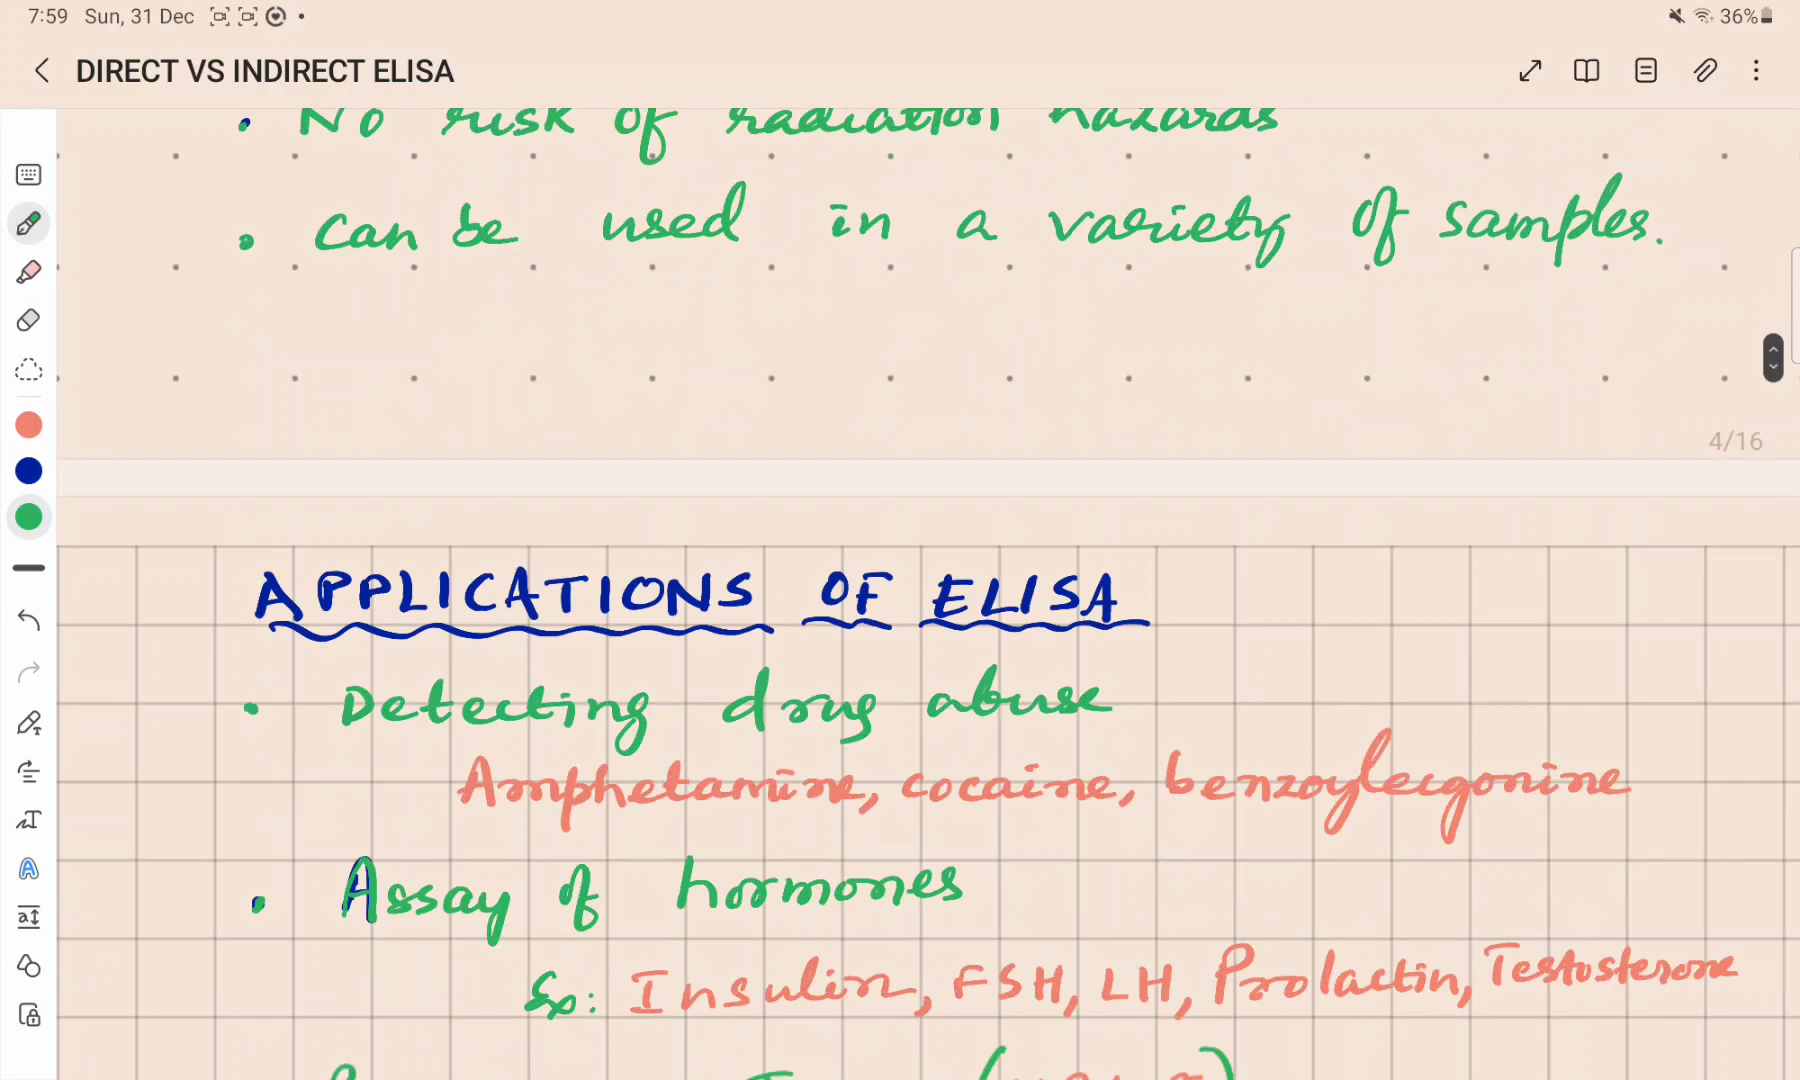 7:59 Sun, 31 Dec 36%
DIRECT VS INDIRECT ELISA
• No risk of radiation hazards
• Can be used in a variety of samples.
4/16
APPLICATIONS OF ELISA
• Detecting drug abuse
Amphetamine, cocaine, benzoylecgonine
• Assay of hormones
Ex: Insulin, FSH, LH, Prolactin, Testosterone